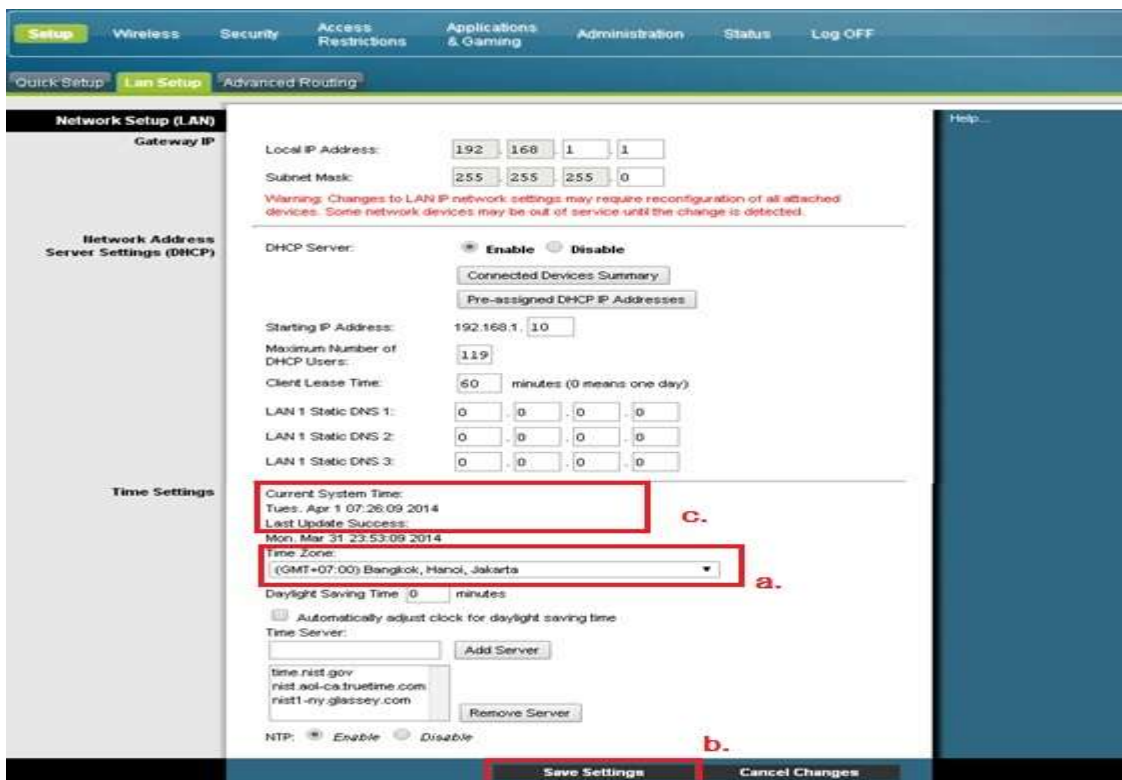 Setup Wireless Security Access Restrictions Applications & Gaming Administration Status Log OFF
Quick Setup Lan Setup Advanced Routing
Network Setup (LAN)
Help...
Gateway IP
Local IP Address: 192 . 168 . 1 . 1
Subnet Mask: 255 . 255 . 255 . 0
Warning: Changes to LAN IP network settings may require reconfiguration of all attached
devices. Some network devices may be out of service until the change is detected.
Network Address
Server Settings (DHCP)
DHCP Server: Enable Disable
Connected Devices Summary
Pre-assigned DHCP IP Addresses
Starting IP Address: 192.168.1. 10
Maximum Number of
DHCP Users: 119
Client Lease Time: 60 minutes (0 means one day)
LAN 1 Static DNS 1: 0 . 0 . 0 . 0
LAN 1 Static DNS 2: 0 . 0 . 0 . 0
LAN 1 Static DNS 3: 0 . 0 . 0 . 0
Time Settings
Current System Time:
Tues. Apr 1 07:26:09 2014
c.
Last Update Success:
Mon. Mar 31 23:53:09 2014
Time Zone:
(GMT+07:00) Bangkok, Hanoi, Jakarta
a.
Daylight Saving Time 0 minutes
Automatically adjust clock for daylight saving time
Time Server:
Add Server
time.nist.gov
nist.aol-ca.truetime.com
nist1-ny.glassey.com
Remove Server
NTP: Enable Disable
b.
Save Settings Cancel Changes